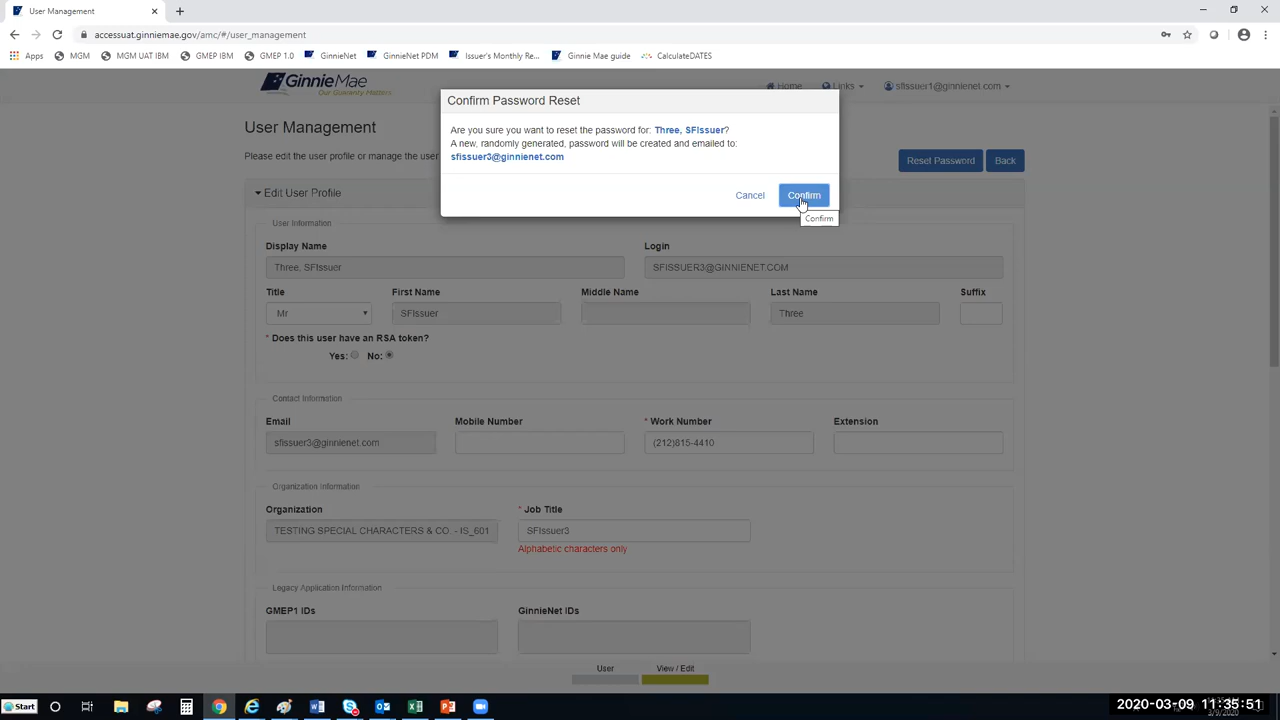 User Management
accessuat.ginniemae.gov/amc/#/user_management
Apps MGM MGM UAT IBM GMEP IBM GMEP 1.0 GinnieNet GinnieNet PDM Issuer's Monthly Re... Ginnie Mae guide CalculateDATES
GinnieMae
Our Guaranty Matters
Home Links sfissuer1@ginnienet.com
Confirm Password Reset
Are you sure you want to reset the password for: Three, SFIssuer?
A new, randomly generated, password will be created and emailed to:
sfissuer3@ginnienet.com
Cancel Confirm
Confirm
User Management
Please edit the user profile or manage the user
Reset Password Back
Edit User Profile
User Information
Display Name Login
Three, SFIssuer SFISSUER3@GINNIENET.COM
Title First Name Middle Name Last Name Suffix
Mr SFIssuer Three
* Does this user have an RSA token?
Yes: No:
Contact Information
Email Mobile Number * Work Number Extension
sfissuer3@ginnienet.com (212)815-4410
Organization Information
Organization * Job Title
TESTING SPECIAL CHARACTERS & CO. - IS_601 SFIssuer3
Alphabetic characters only
Legacy Application Information
GMEP1 IDs GinnieNet IDs
User View / Edit
Start
2020-03-09 11:35:51
3/9/2020